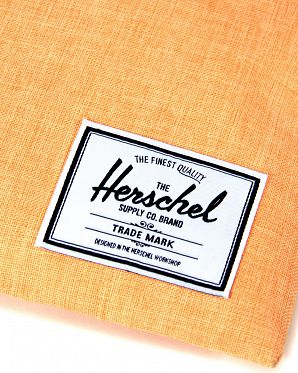 THE FINEST QUALITY
THE
Herschel
SUPPLY CO. BRAND
TRADE MARK
DESIGNED IN THE HERSCHEL WORKSHOP